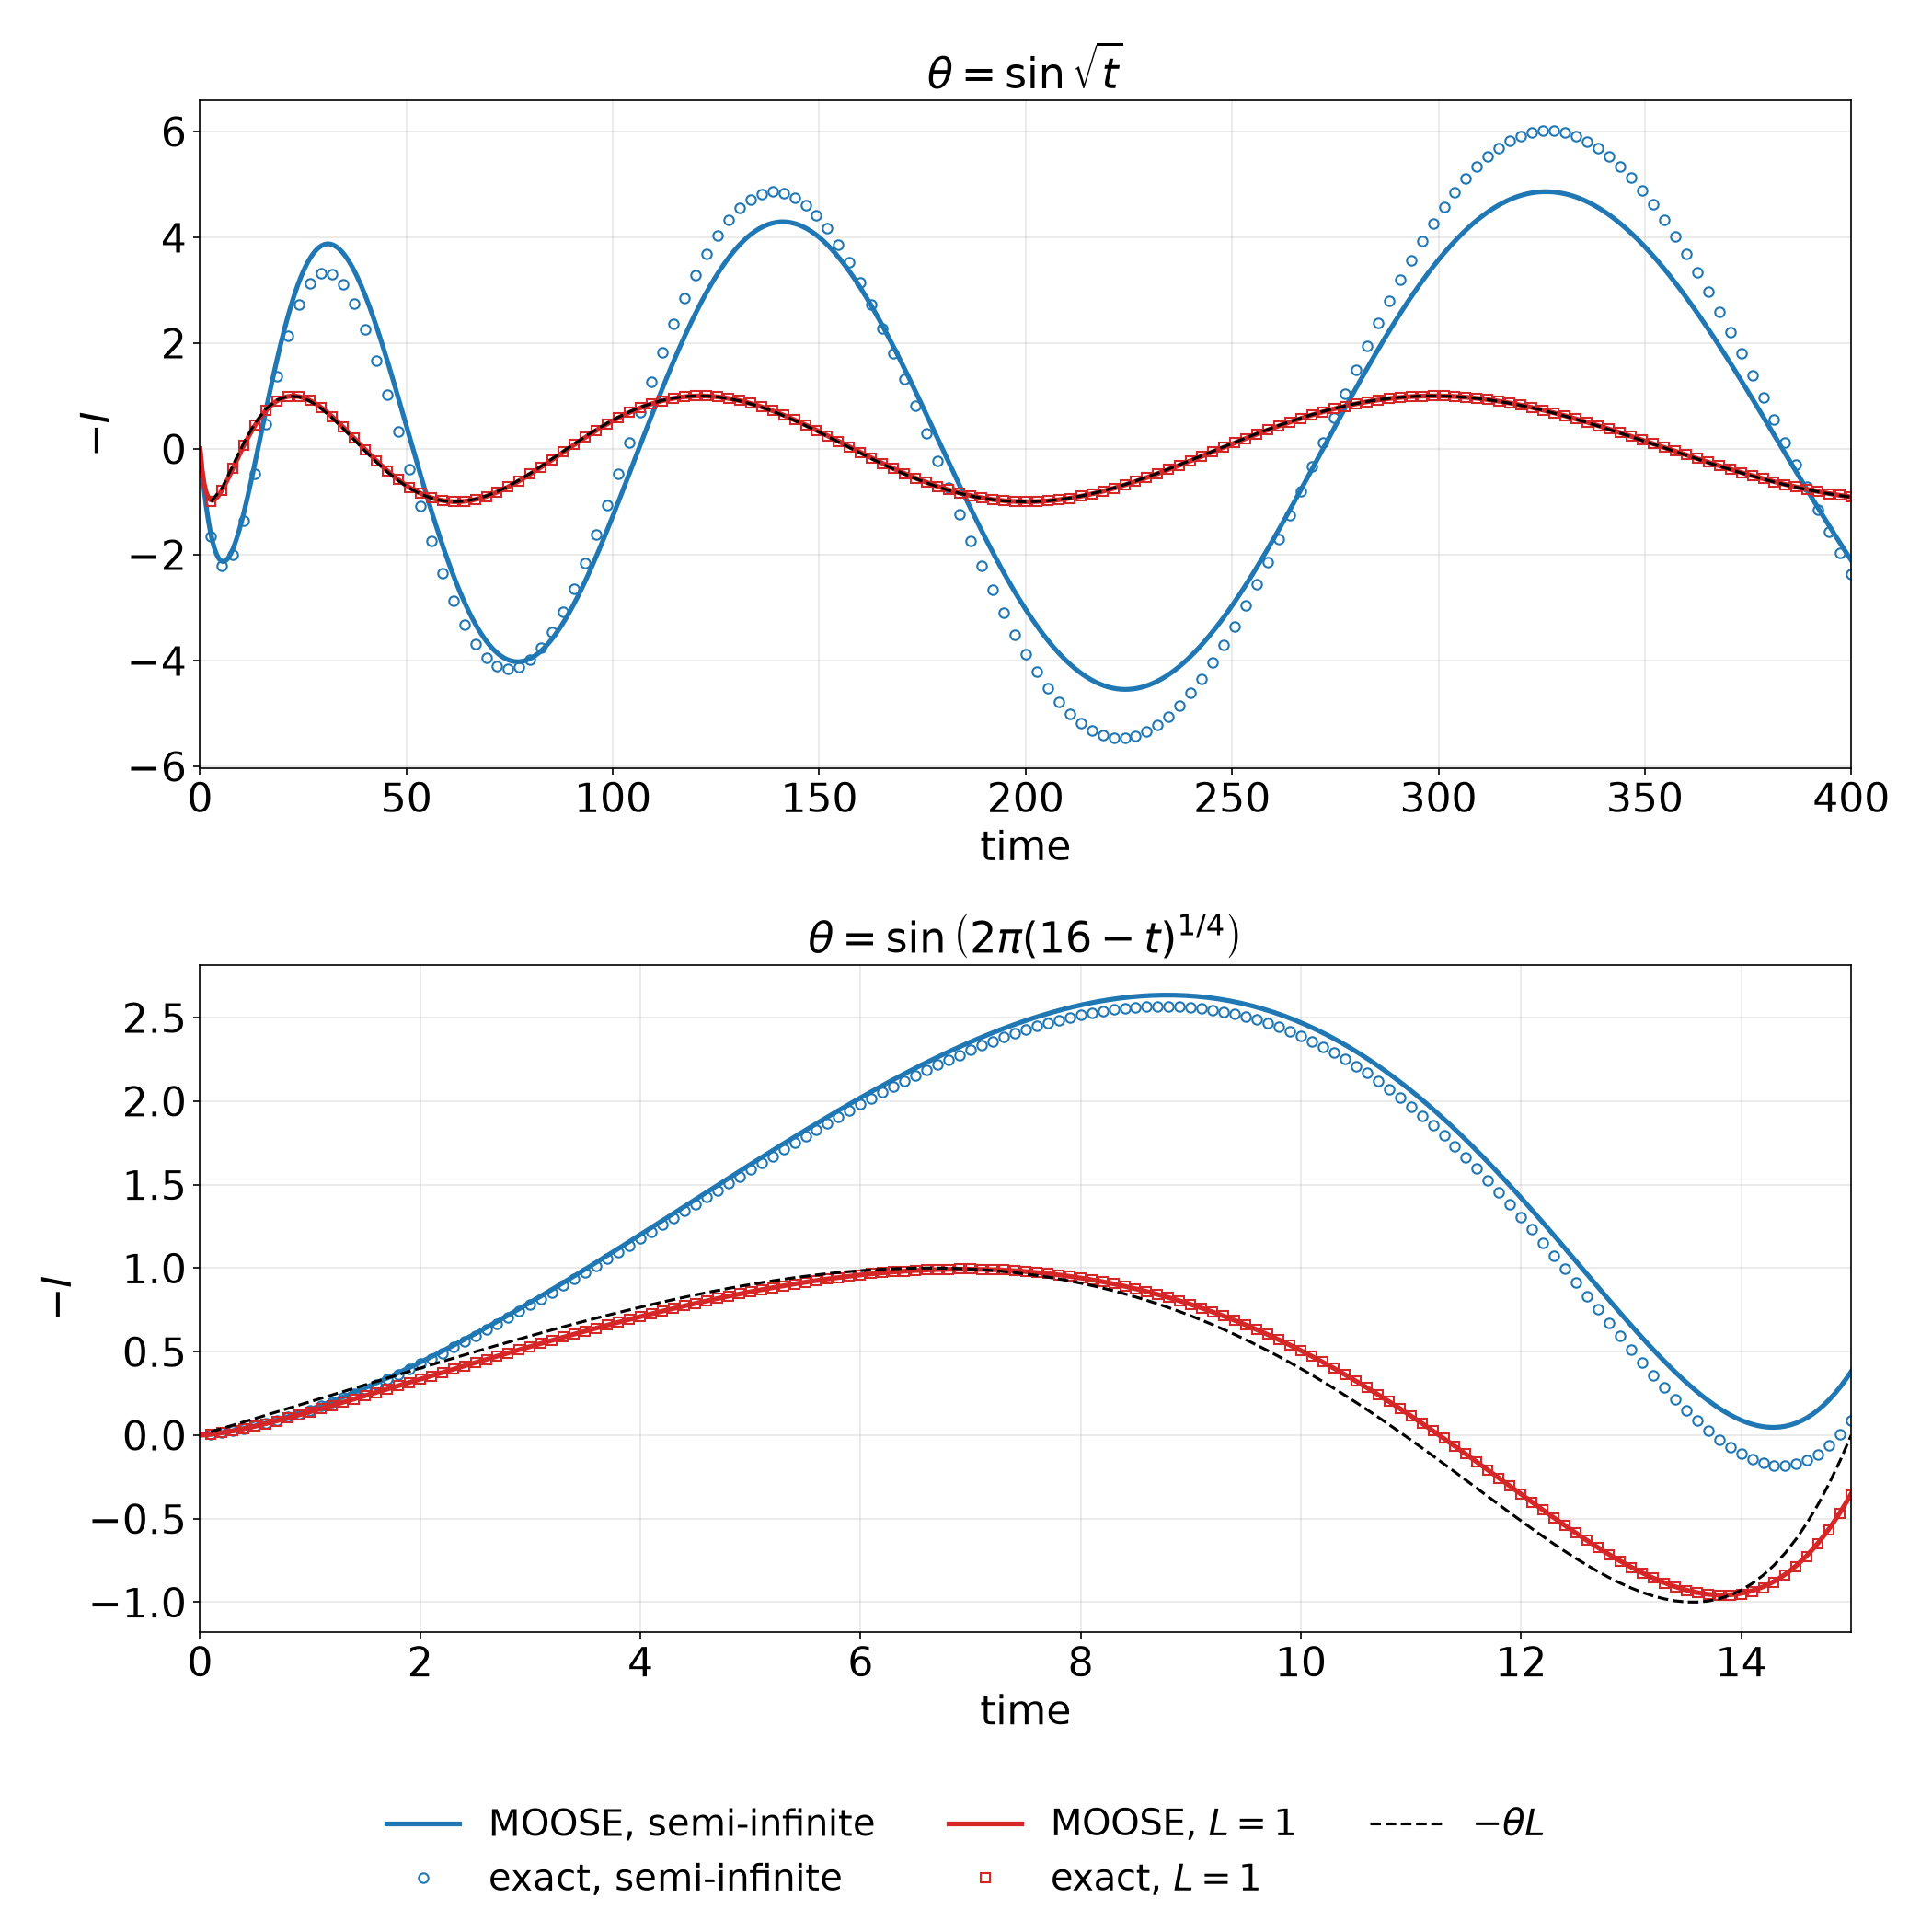 θ = sin √t
−I
6
4
2
0
−2
−4
−6
0 50 100 150 200 250 300 350 400
time
θ = sin (2π(16 − t)^{1/4})
−I
2.5
2.0
1.5
1.0
0.5
0.0
−0.5
−1.0
0 2 4 6 8 10 12 14
time
MOOSE, semi-infinite MOOSE, L = 1 −θL
exact, semi-infinite exact, L = 1